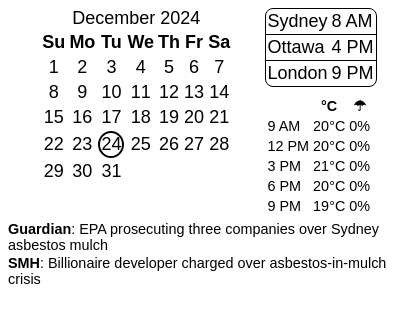 December 2024
Su Mo Tu We Th Fr Sa
1 2 3 4 5 6 7
8 9 10 11 12 13 14
15 16 17 18 19 20 21
22 23 24 25 26 27 28
29 30 31
Sydney 8 AM
Ottawa 4 PM
London 9 PM
°C ☂
9 AM 20°C 0%
12 PM 20°C 0%
3 PM 21°C 0%
6 PM 20°C 0%
9 PM 19°C 0%
Guardian: EPA prosecuting three companies over Sydney
asbestos mulch
SMH: Billionaire developer charged over asbestos-in-mulch
crisis